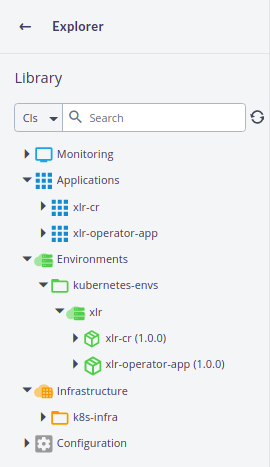 Explorer
Library
CIs
Search
Monitoring
Applications
xlr-cr
xlr-operator-app
Environments
kubernetes-envs
xlr
xlr-cr (1.0.0)
xlr-operator-app (1.0.0)
Infrastructure
k8s-infra
Configuration